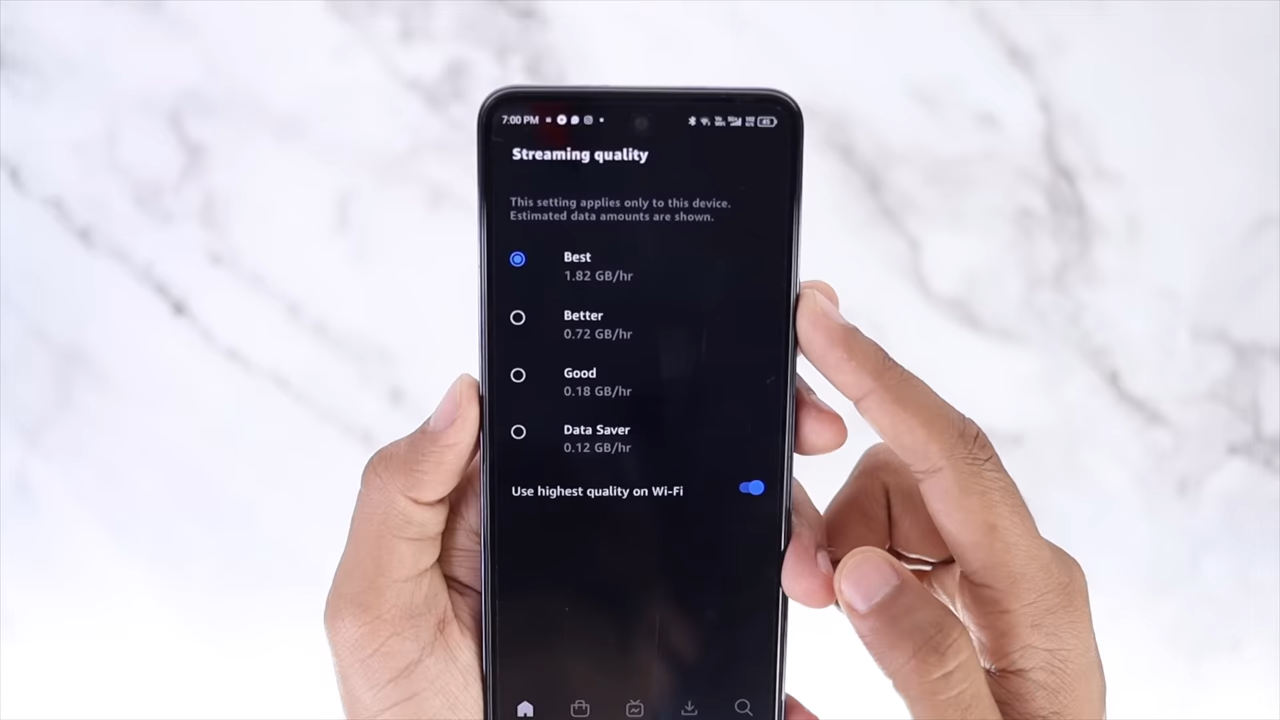 7:00 PM
Streaming quality
This setting applies only to this device.
Estimated data amounts are shown.
Best
1.82 GB/hr
Better
0.72 GB/hr
Good
0.18 GB/hr
Data Saver
0.12 GB/hr
Use highest quality on Wi-Fi